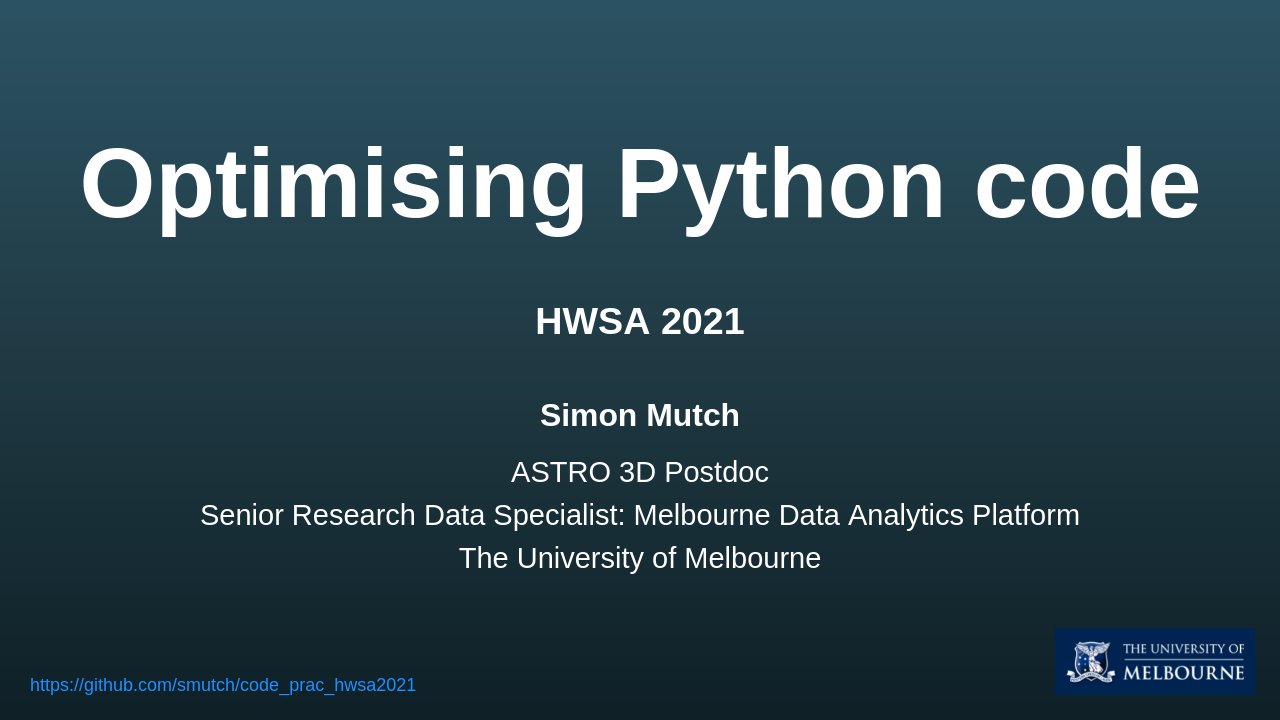 Optimising Python code
HWSA 2021
Simon Mutch
ASTRO 3D Postdoc
Senior Research Data Specialist: Melbourne Data Analytics Platform
The University of Melbourne
https://github.com/smutch/code_prac_hwsa2021
THE UNIVERSITY OF
MELBOURNE